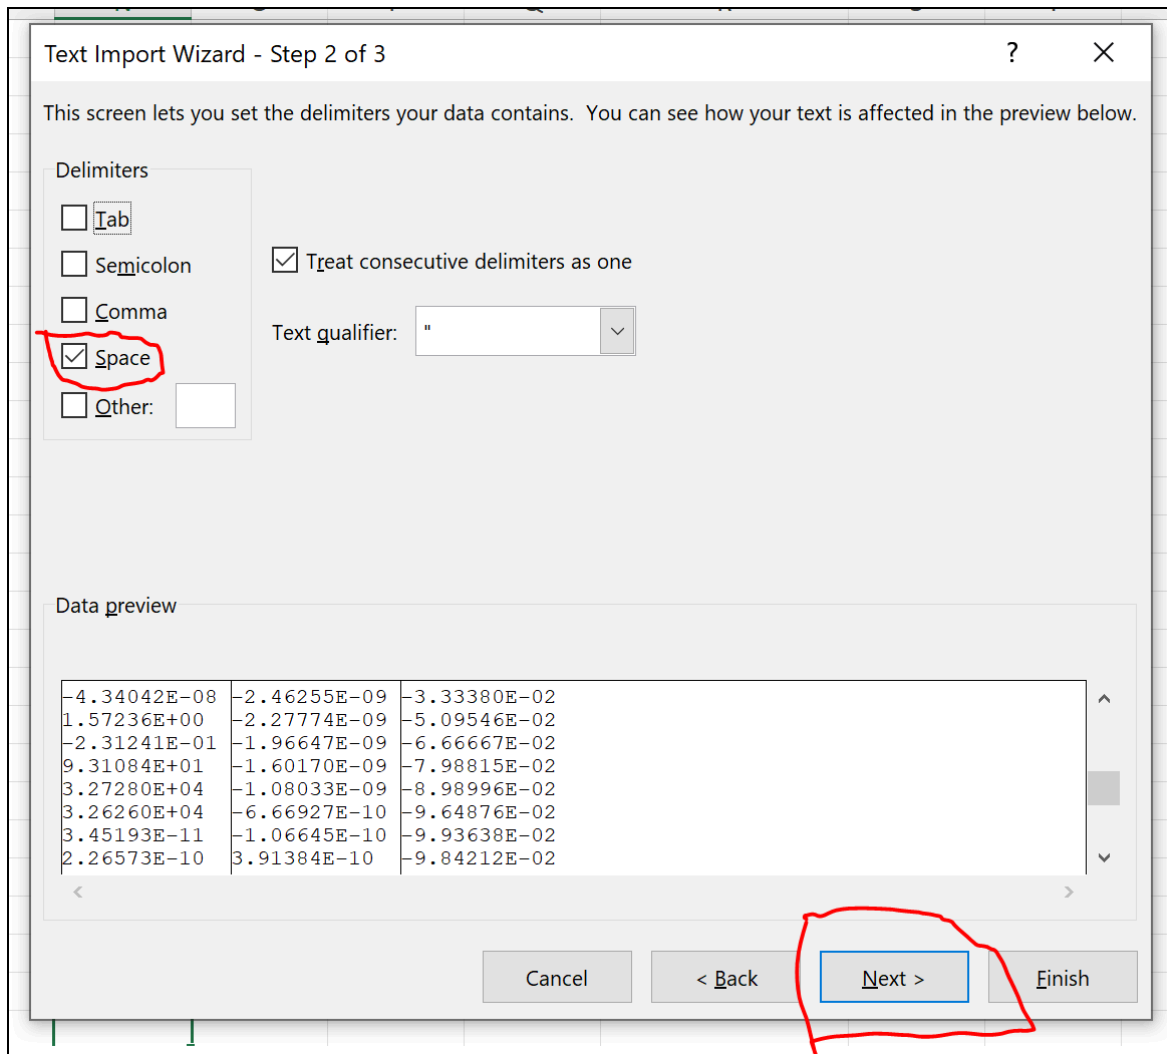 Text Import Wizard - Step 2 of 3
?
This screen lets you set the delimiters your data contains.  You can see how your text is affected in the preview below.
Delimiters
Tab
Semicolon
Comma
Space
Other:
Treat consecutive delimiters as one
Text qualifier: "
Data preview
-4.34042E-08 -2.46255E-09 -3.33380E-02
1.57236E+00 -2.27774E-09 -5.09546E-02
-2.31241E-01 -1.96647E-09 -6.66667E-02
9.31084E+01 -1.60170E-09 -7.98815E-02
3.27280E+04 -1.08033E-09 -8.98996E-02
3.26260E+04 -6.66927E-10 -9.64876E-02
3.45193E-11 -1.06645E-10 -9.93638E-02
2.26573E-10 3.91384E-10 -9.84212E-02
Cancel < Back Next > Finish